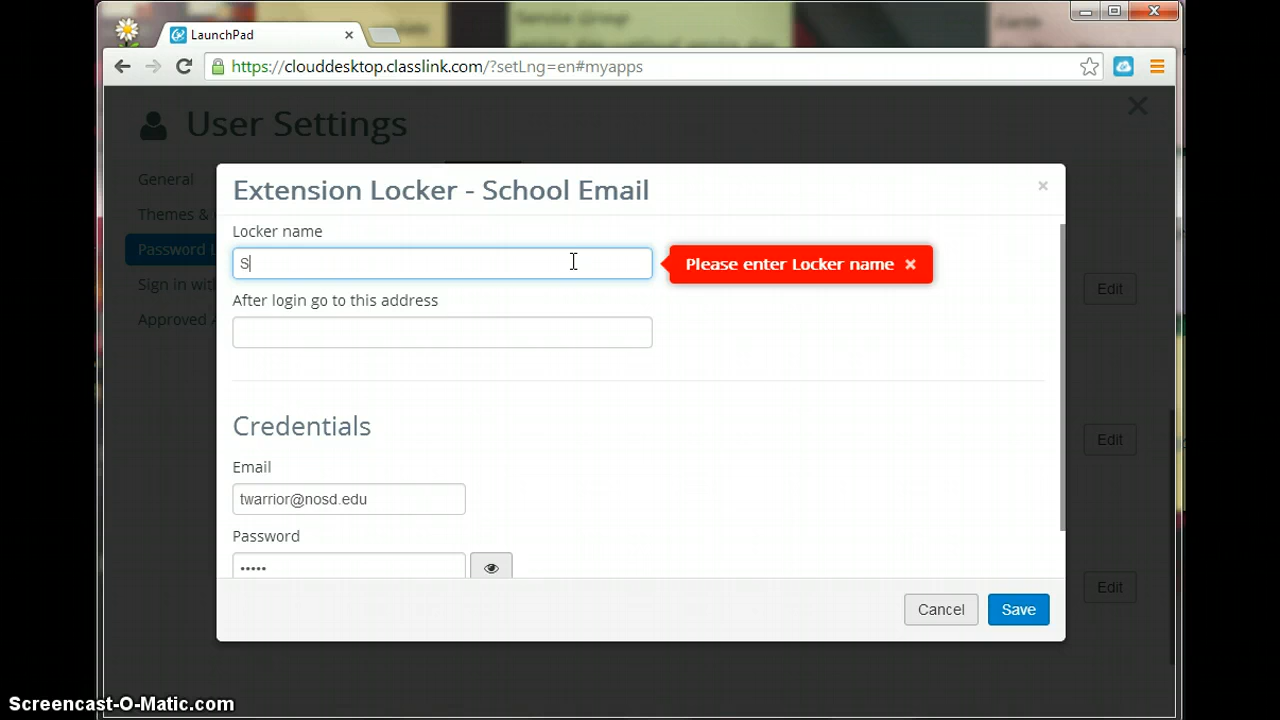 LaunchPad
https://clouddesktop.classlink.com/?setLng=en#myapps
User Settings
General
Themes &
Password L
Sign in with
Approved A
Edit
Edit
Edit
Extension Locker - School Email
Locker name
S
Please enter Locker name
After login go to this address
Credentials
Email
twarrior@nosd.edu
Password
•••••
Cancel
Save
Screencast-O-Matic.com